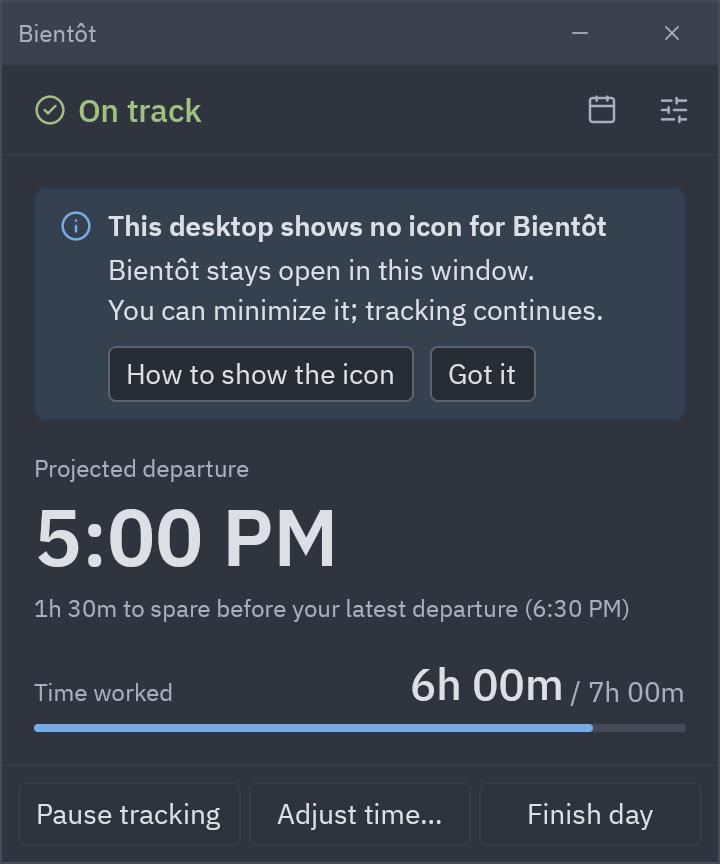 Bientôt
On track
This desktop shows no icon for Bientôt
Bientôt stays open in this window.
You can minimize it; tracking continues.
How to show the icon Got it
Projected departure
5:00 PM
1h 30m to spare before your latest departure (6:30 PM)
Time worked 6h 00m / 7h 00m
Pause tracking Adjust time... Finish day